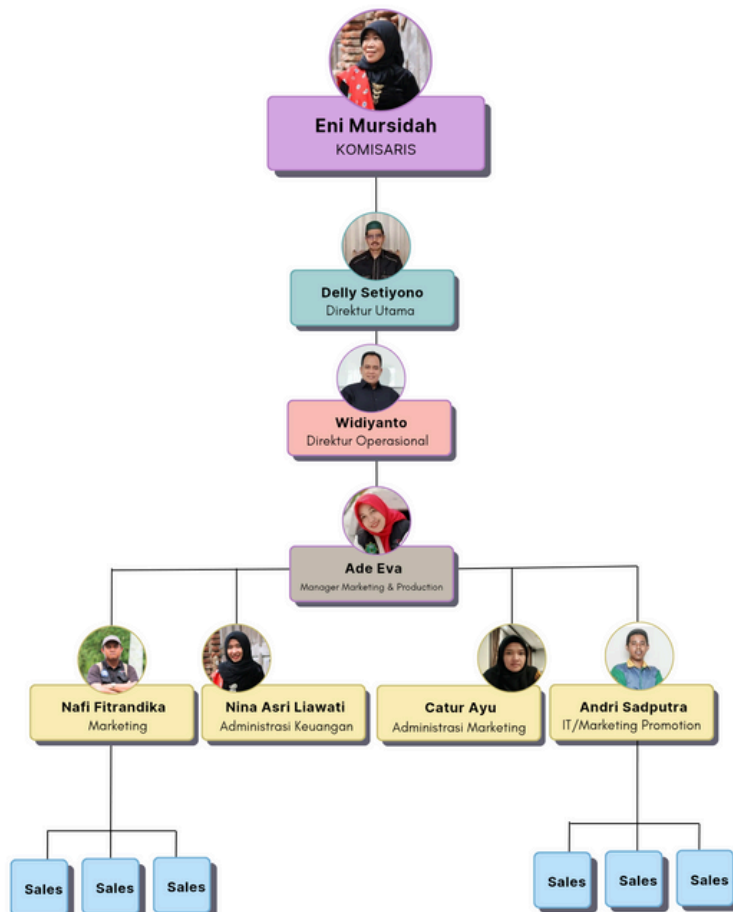 Eni Mursidah
KOMISARIS
Delly Setiyono
Direktur Utama
Widiyanto
Direktur Operasional
Ade Eva
Manager Marketing & Production
Nafi Fitrandika
Marketing
Nina Asri Liawati
Administrasi Keuangan
Catur Ayu
Administrasi Marketing
Andri Sadputra
IT/Marketing Promotion
Sales
Sales
Sales
Sales
Sales
Sales